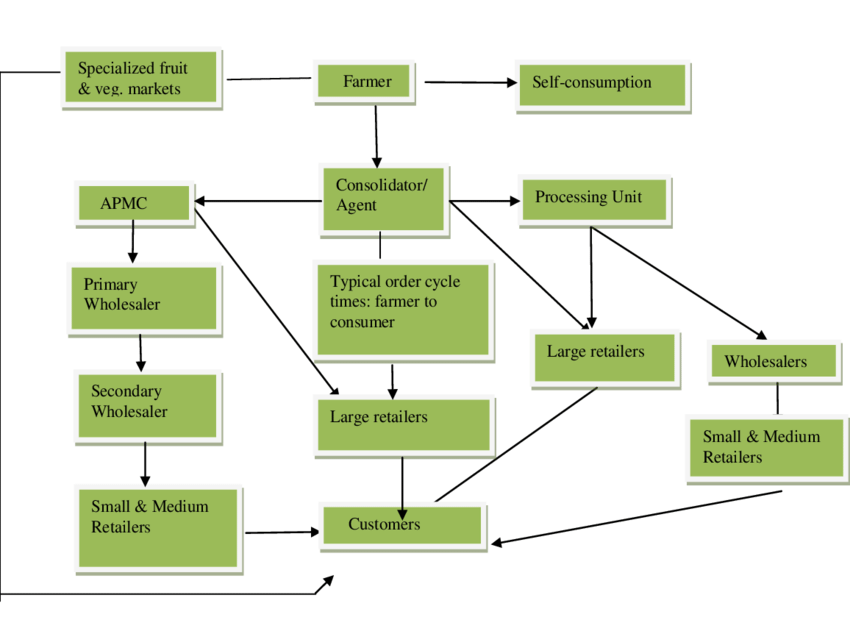 Specialized fruit
& veg. markets
Farmer
Self-consumption
Consolidator/
Agent
APMC
Processing Unit
Primary
Wholesaler
Typical order cycle
times: farmer to
consumer
Large retailers
Wholesalers
Secondary
Wholesaler
Large retailers
Small & Medium
Retailers
Small & Medium
Retailers
Customers